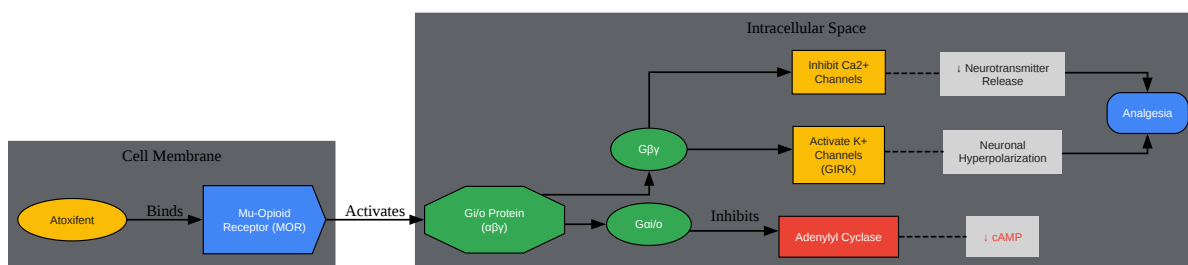 Intracellular Space
Inhibit Ca2+
Channels
↓ Neurotmitter
Release
Analgesia
Cell Membrane
Gβγ
Activate K+
Channels
(GIRK)
Neuronal
Hyperpolarization
Atoxifent
Binds
Mu-Opioid
Receptor (MOR)
Activates
Gi/o Protein
(αβγ)
Gαi/o
Inhibits
Adenylyl Cyclase
↓ cAMP